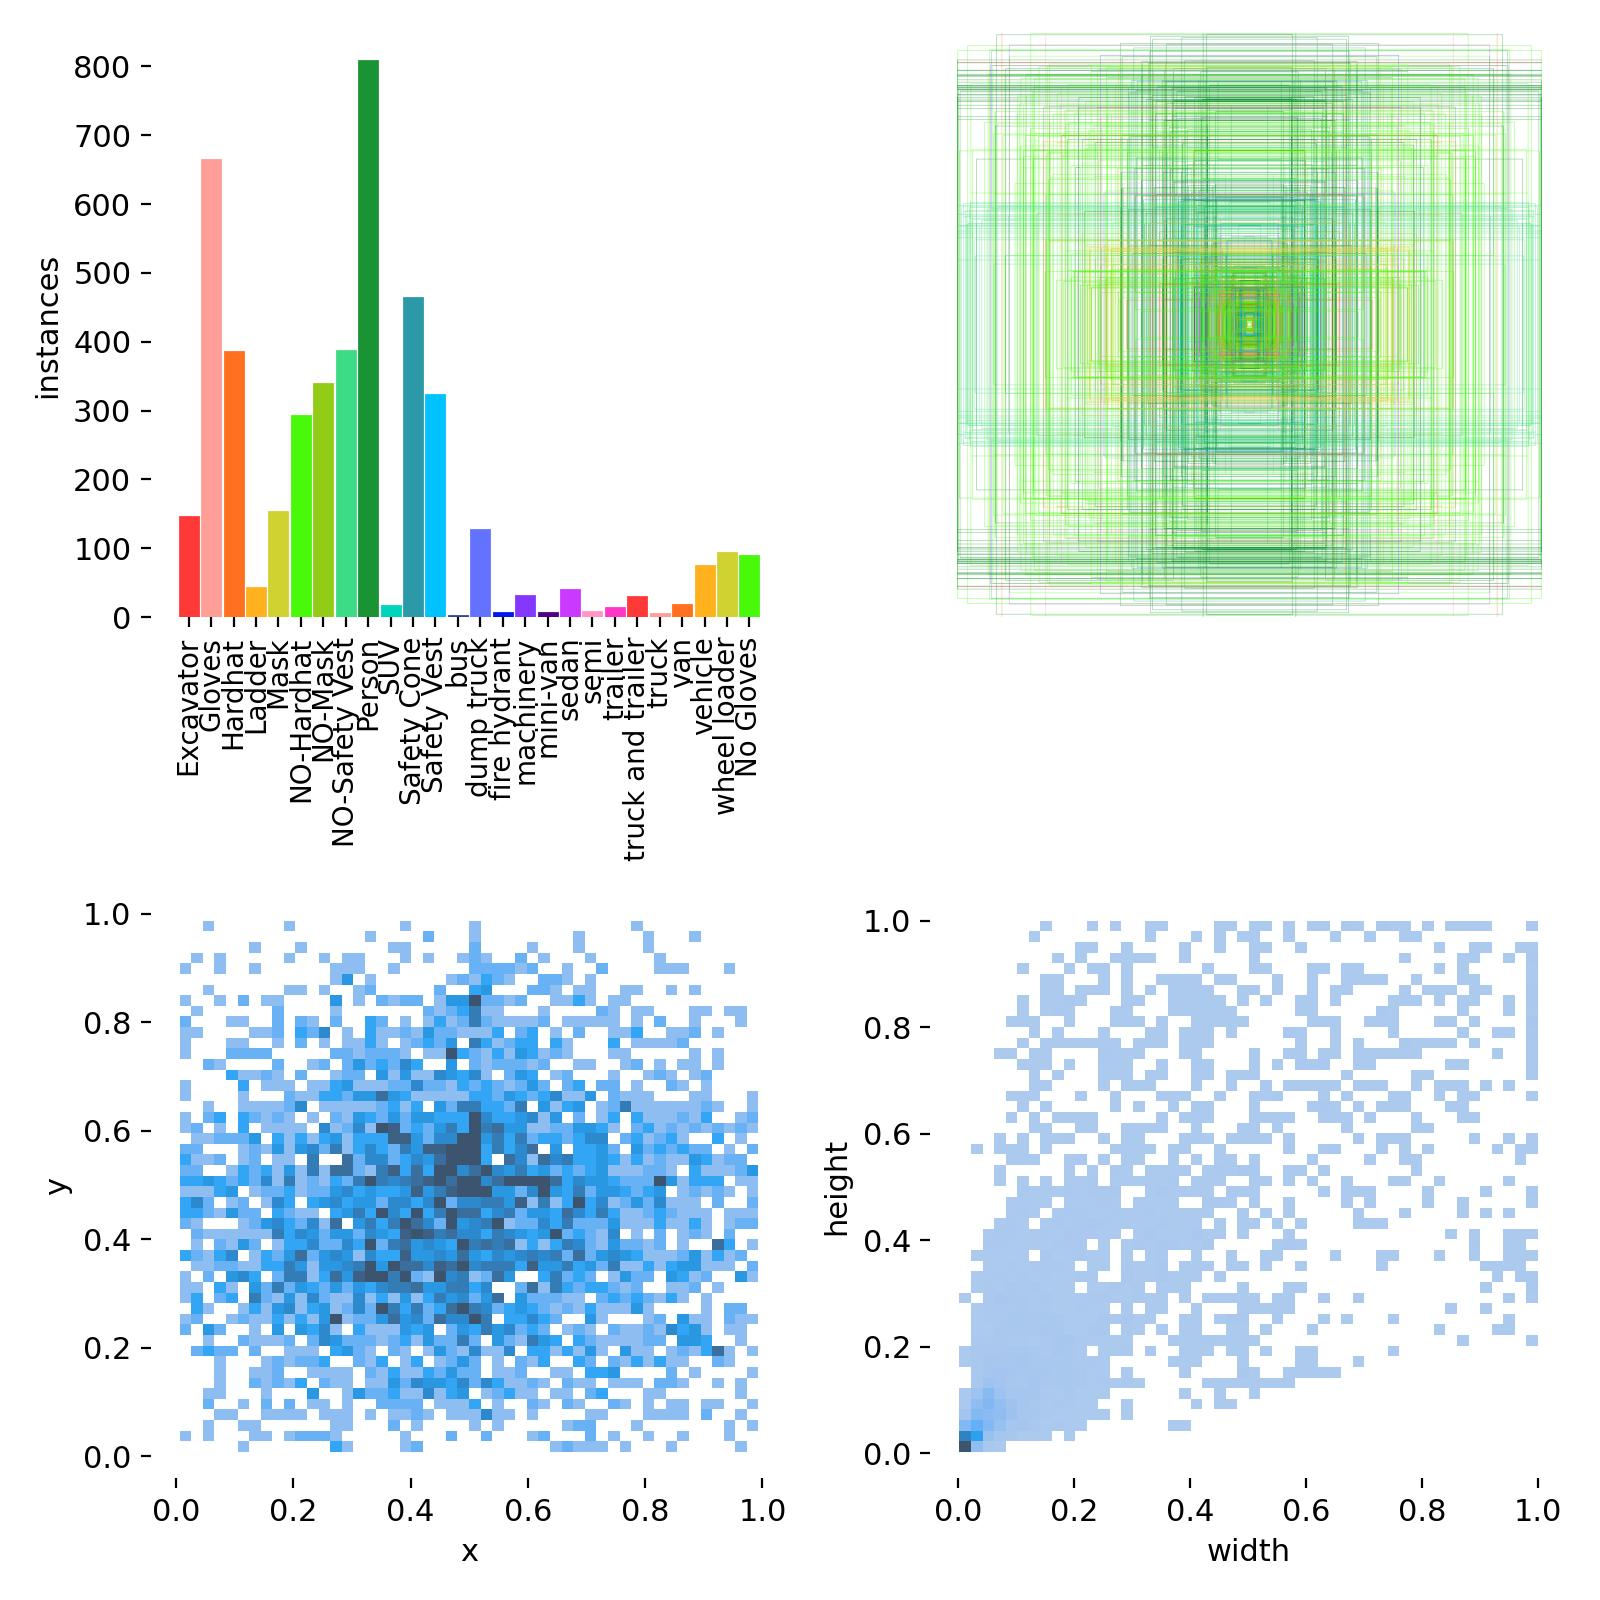 800
700
600
500
400
300
200
100
0
instances
Excavator
Gloves
Hardhat
Ladder
Mask
NO-Hardhat
NO-Mask
NO-Safety Vest
Person
SUV
Safety Cone
Safety Vest
bus
dump truck
fire hydrant
machinery
mini-van
sedan
semi
trailer
truck and trailer
truck
van
vehicle
wheel loader
No Gloves
1.0
0.8
0.6
0.4
0.2
0.0
y
0.0 0.2 0.4 0.6 0.8 1.0
x
1.0
0.8
0.6
0.4
0.2
0.0
height
0.0 0.2 0.4 0.6 0.8 1.0
width